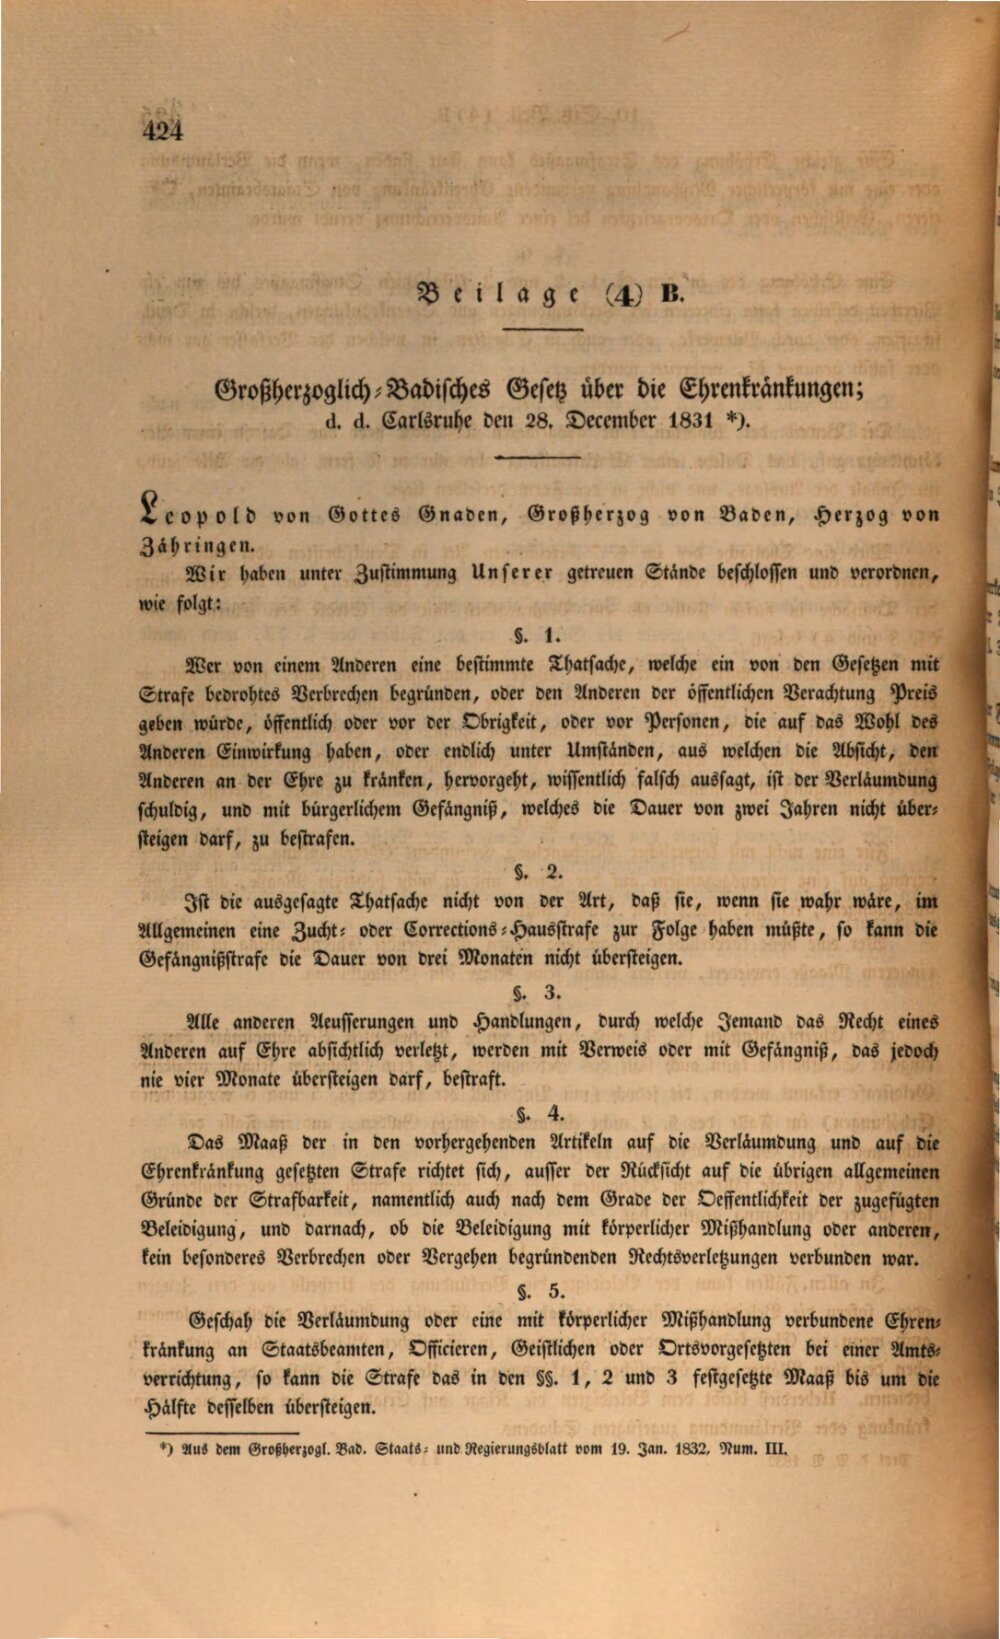 424
Beilage (4) B.
Großherzoglich-Badisches Gesetz über die Ehrenkränkungen;
d. d. Carlsruhe den 28. December 1831 *).
Leopold von Gottes Gnaden, Großherzog von Baden, Herzog von
Zähringen.
Wir haben unter Zustimmung Unserer getreuen Stände beschlossen und verordnen,
wie folgt:
§. 1.
Wer von einem Anderen eine bestimmte Thatsache, welche ein von den Gesetzen mit
Strafe bedrohtes Verbrechen begründen, oder den Anderen der öffentlichen Verachtung Preis
geben würde, öffentlich oder vor der Obrigkeit, oder vor Personen, die auf das Wohl des
Anderen Einwirkung haben, oder endlich unter Umständen, aus welchen die Absicht, den
Anderen an der Ehre zu kränken, hervorgeht, wissentlich falsch aussagt, ist der Verläumdung
schuldig, und mit bürgerlichem Gefängniß, welches die Dauer von zwei Jahren nicht über-
steigen darf, zu bestrafen.
§. 2.
Ist die ausgesagte Thatsache nicht von der Art, daß sie, wenn sie wahr wäre, im
Allgemeinen eine Zucht- oder Corrections-Hausstrafe zur Folge haben müßte, so kann die
Gefängnißstrafe die Dauer von drei Monaten nicht übersteigen.
§. 3.
Alle anderen Aeusserungen und Handlungen, durch welche Jemand das Recht eines
Anderen auf Ehre absichtlich verletzt, werden mit Verweis oder mit Gefängniß, das jedoch
nie vier Monate übersteigen darf, bestraft.
§. 4.
Das Maaß der in den vorhergehenden Artikeln auf die Verläumdung und auf die
Ehrenkränkung gesetzten Strafe richtet sich, ausser der Rücksicht auf die übrigen allgemeinen
Gründe der Strafbarkeit, namentlich auch nach dem Grade der Oeffentlichkeit der zugefügten
Beleidigung, und darnach, ob die Beleidigung mit körperlicher Mißhandlung oder anderen,
kein besonderes Verbrechen oder Vergehen begründenden Rechtsverletzungen verbunden war.
§. 5.
Geschah die Verläumdung oder eine mit körperlicher Mißhandlung verbundene Ehren-
kränkung an Staatsbeamten, Officieren, Geistlichen oder Ortsvorgesetzten bei einer Amts-
verrichtung, so kann die Strafe das in den §§. 1, 2 und 3 festgesetzte Maaß bis um die
Hälfte desselben übersteigen.
*) Aus dem Großherzogl. Bad. Staats- und Regierungsblatt vom 19. Jan. 1832, Num. III.